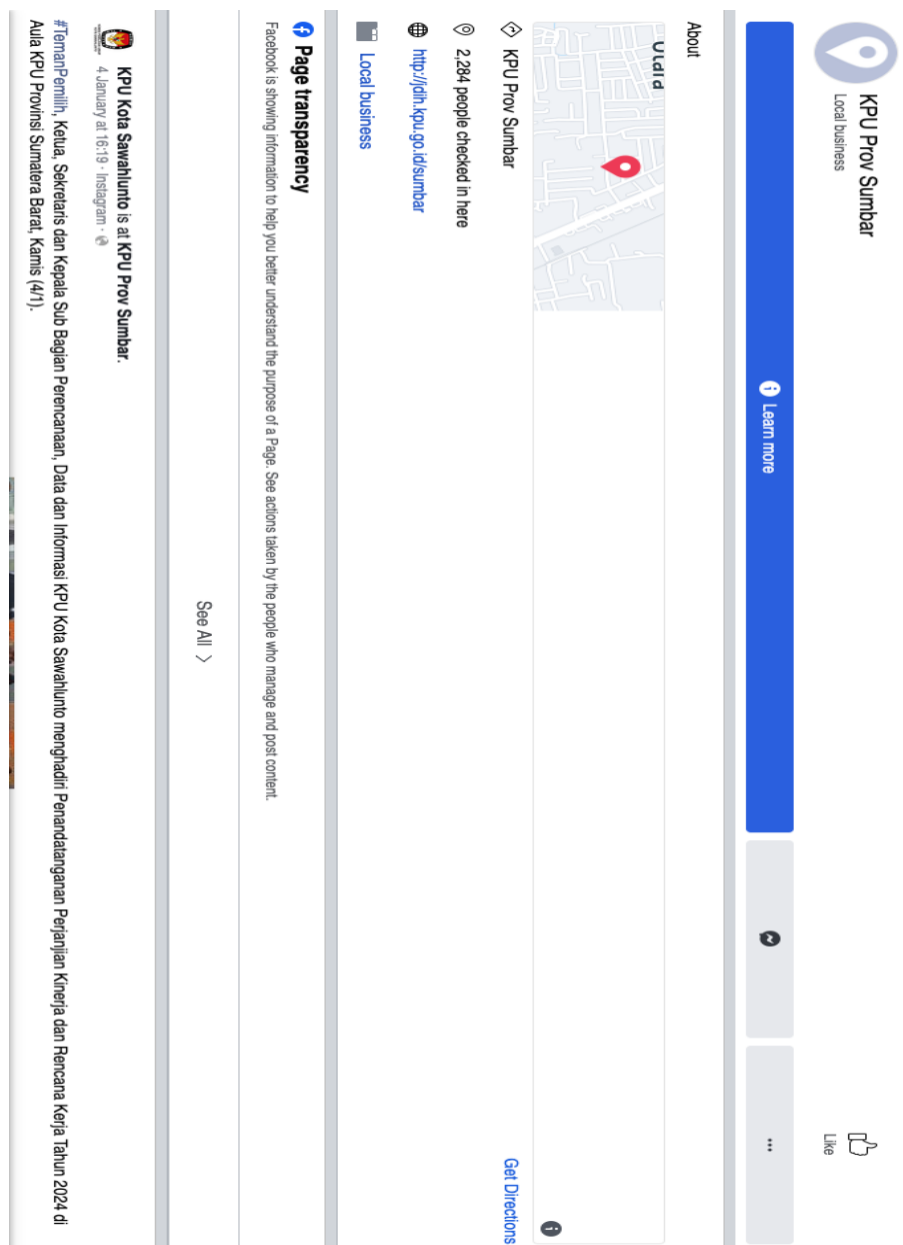 KPU Prov Sumbar
Local business
Like
Learn more
...
About
KPU Prov Sumbar
Get Directions
2,284 people checked in here
http://jdih.kpu.go.id/sumbar
Local business
Page transparency
Facebook is showing information to help you better understand the purpose of a Page. See actions taken by the people who manage and post content.
See All
KPU Kota Sawahlunto is at KPU Prov Sumbar.
4 January at 16:19 · Instagram ·
#TemanPemilih, Ketua, Sekretaris dan Kepala Sub Bagian Perencanaan, Data dan Informasi KPU Kota Sawahlunto menghadiri Penandatanganan Perjanjian Kinerja dan Rencana Kerja Tahun 2024 di
Aula KPU Provinsi Sumatera Barat, Kamis (4/1).